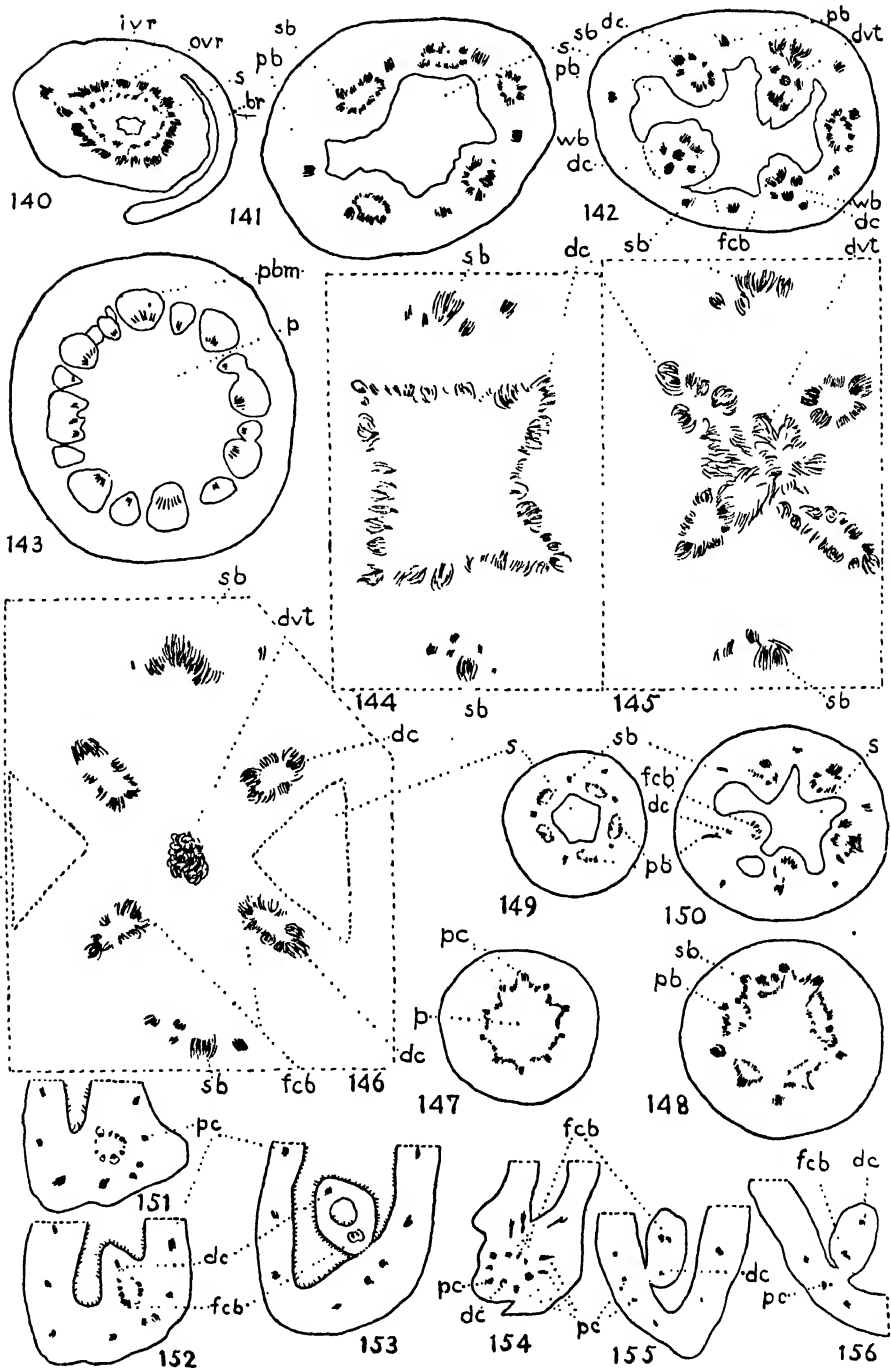 ivr
ovr
s
br
140
sb
pb
s
141
sb
dc
pb
pb
dvt
wb
dc
142
sb
fcb
wb
dc
pbm
p
143
sb
dc
144
sb
dvt
145
sb
sb
dvt
dc
s
sb
fcb
dc
146
sb
fcb
dc
s
pb
149
150
pc
p
147
sb
pb
148
pc
151
dc
fcb
152
153
fcb
pc
dc
154
pc
dc
155
fcb
dc
pc
156